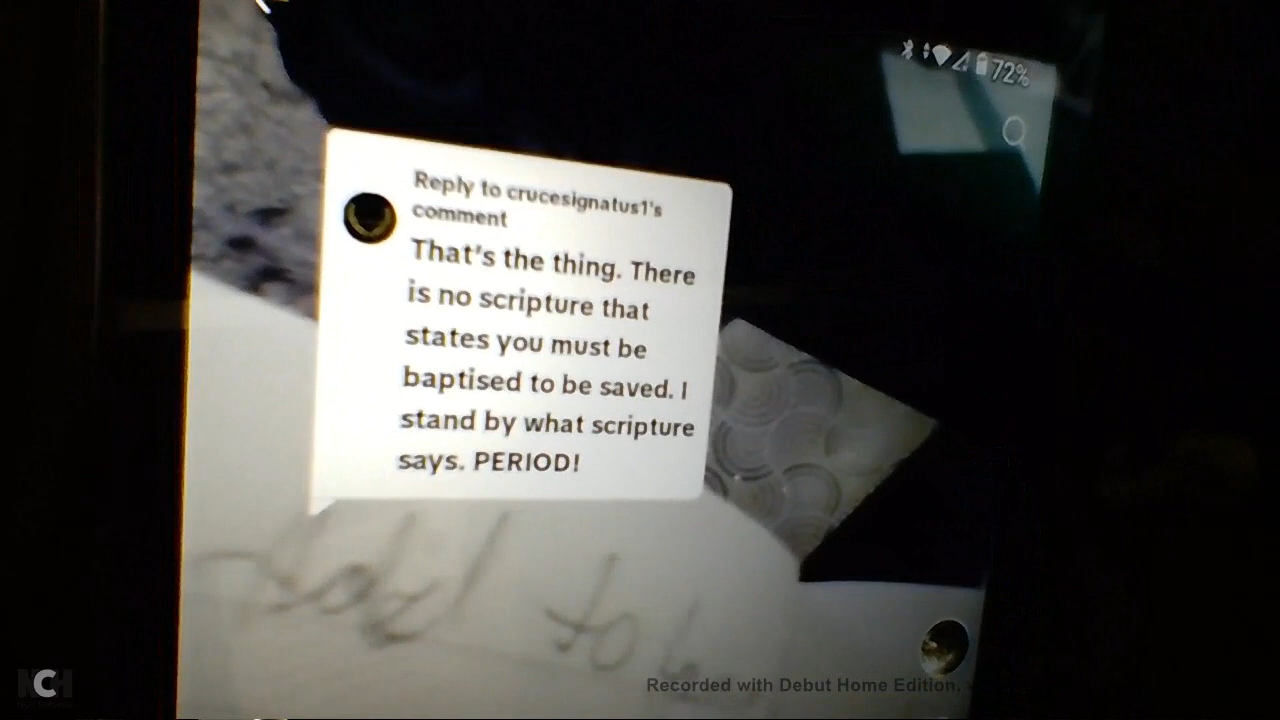 72%
Reply to crucesignatus1's
comment
That's the thing. There
is no scripture that
states you must be
baptised to be saved. I
stand by what scripture
says. PERIOD!
Recorded with Debut Home Edition.
NCH